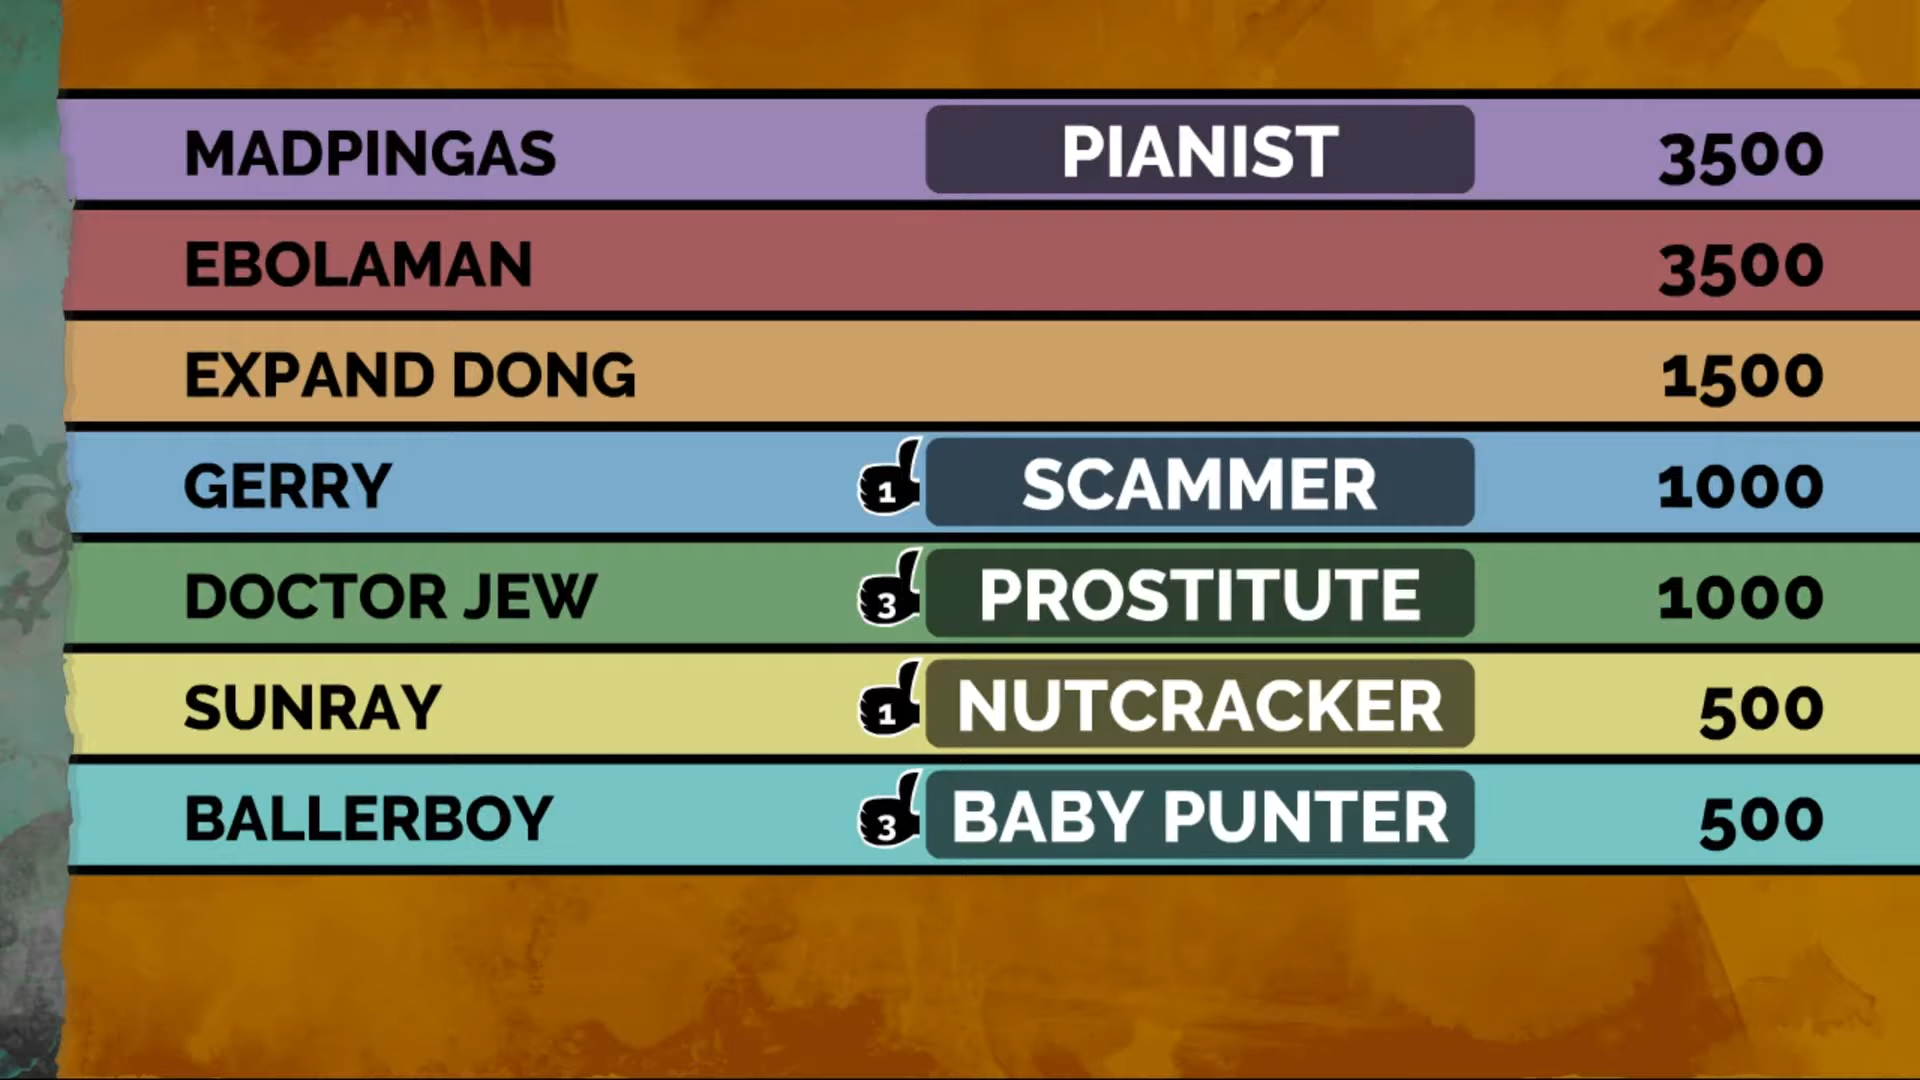 MADPINGAS PIANIST 3500
EBOLAMAN 3500
EXPAND DONG 1500
GERRY 1 SCAMMER 1000
DOCTOR JEW 3 PROSTITUTE 1000
SUNRAY 1 NUTCRACKER 500
BALLERBOY 3 BABY PUNTER 500